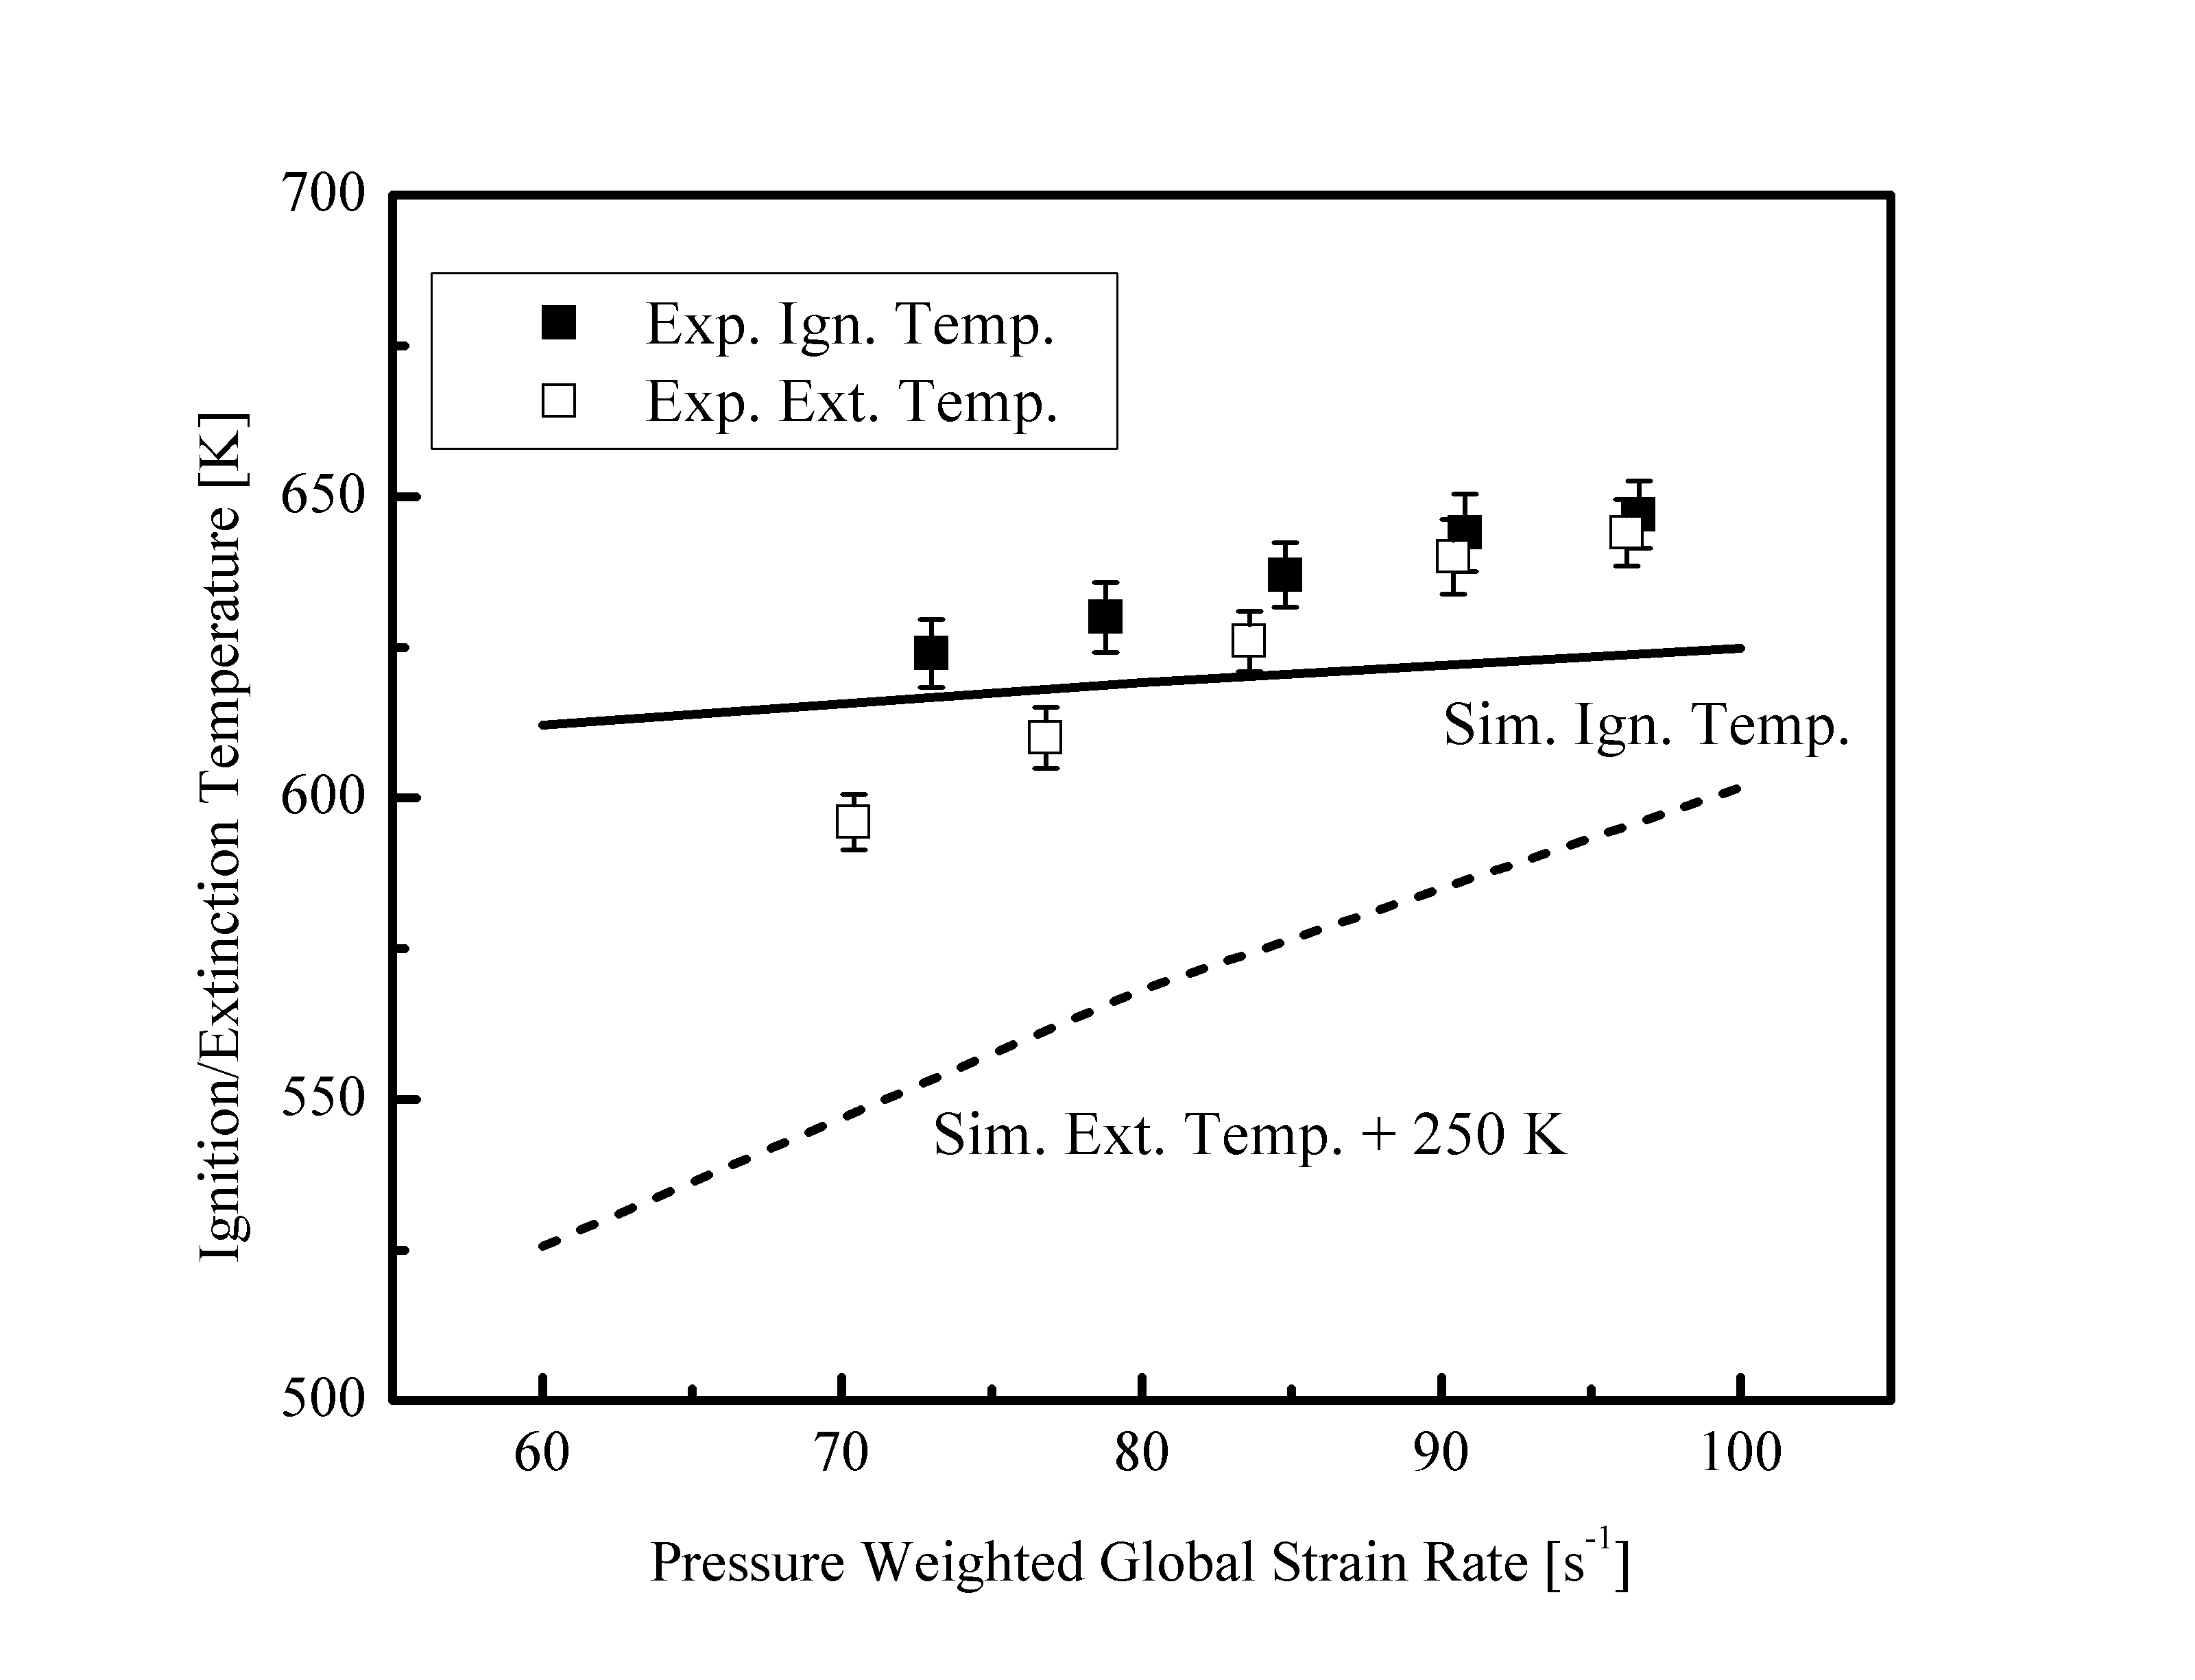 700
650
600
550
500
Ignition/Extinction Temperature [K]
Exp. Ign. Temp.
Exp. Ext. Temp.
Sim. Ign. Temp.
Sim. Ext. Temp. + 250 K
60 70 80 90 100
Pressure Weighted Global Strain Rate [s⁻¹]